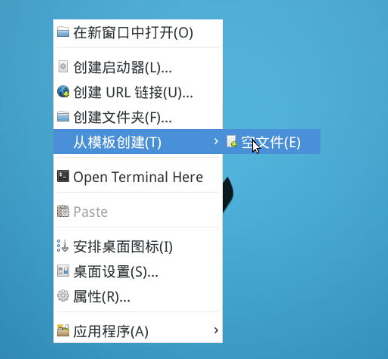 在新窗口中打开(O)
创建启动器(L)...
创建 URL 链接(U)...
创建文件夹(F)...
从模板创建(T)
空文件(E)
Open Terminal Here
Paste
安排桌面图标(I)
桌面设置(S)...
属性(R)...
应用程序(A)